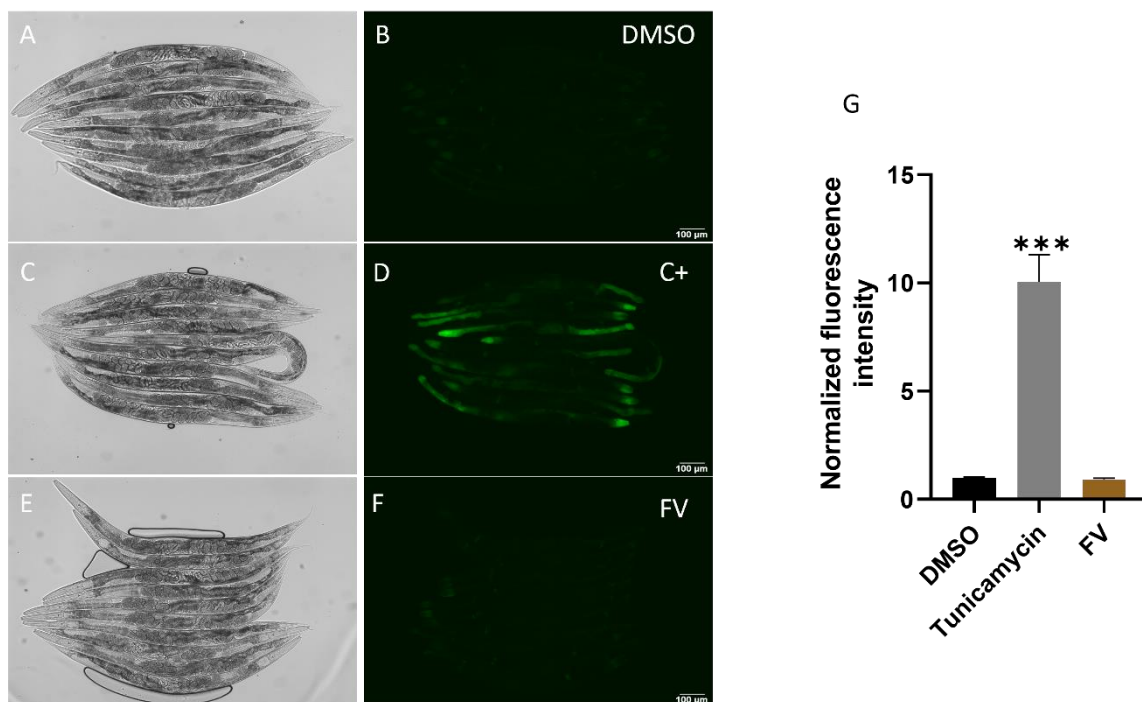 A
B
DMSO
100 µm
C
D
C+
100 µm
E
F
FV
100 µm
G
Normalized fluorescence
intensity
15
10
5
0
***
DMSO
Tunicamycin
FV